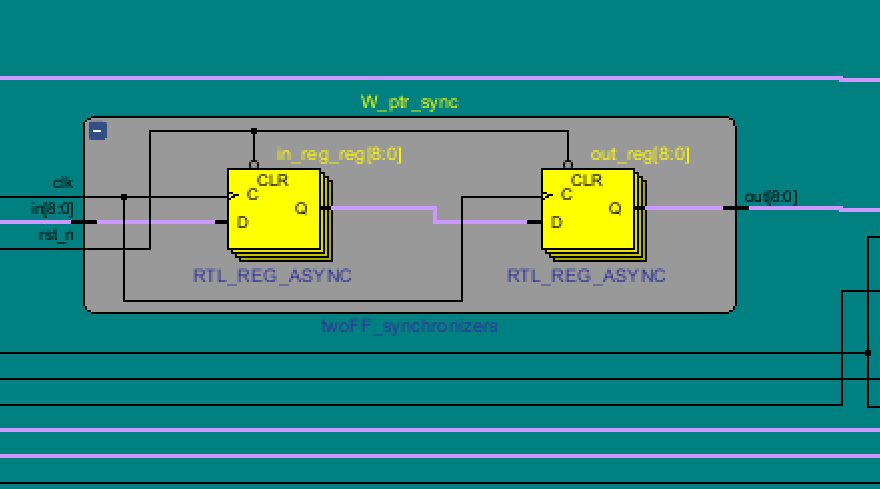 W_ptr_sync
in_reg_reg[8:0]
out_reg[8:0]
clk
CLR
C
CLR
C
in[8:0]
Q
D
Q
D
out[8:0]
rst_n
RTL_REG_ASYNC
RTL_REG_ASYNC
twoFF_synchronizers